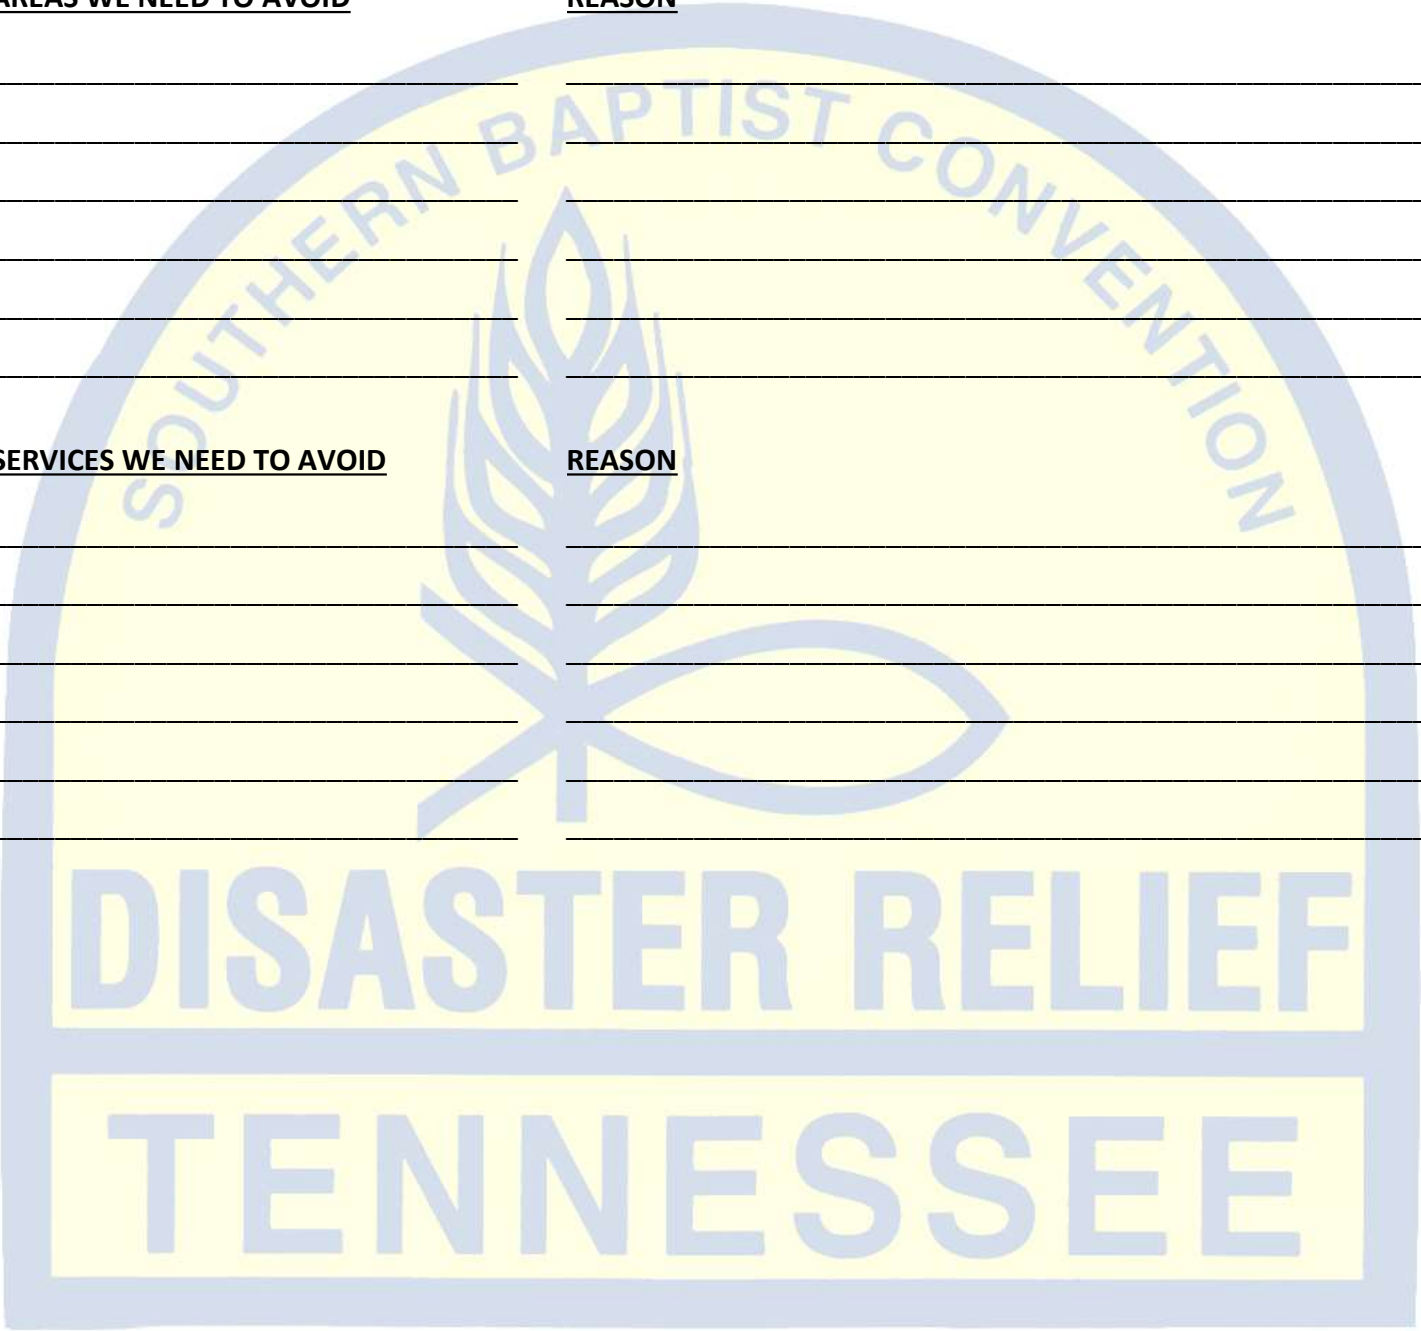 AREAS WE NEED TO AVOID REASON
SOUTHERN BAPTIST CONVENTION
SERVICES WE NEED TO AVOID REASON
DISASTER RELIEF
TENNESSEE